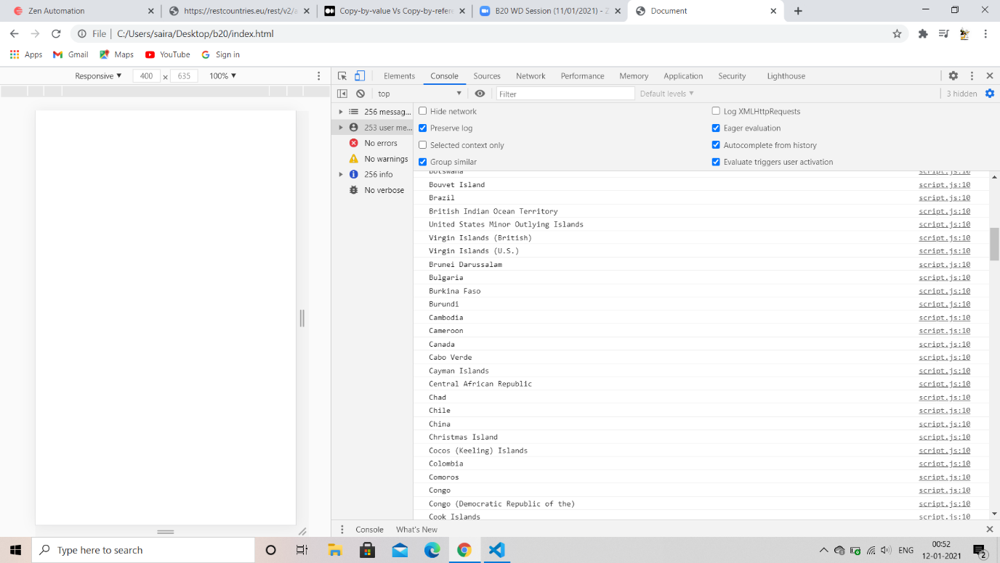 Zen Automation
https://restcountries.eu/rest/v2/a
Copy-by-value Vs Copy-by-refere
B20 WD Session (11/01/2021) - Z
Document
File | C:/Users/saira/Desktop/b20/index.html
Apps Gmail Maps YouTube Sign in
Responsive ▼ 400 × 635 100% ▼
Elements Console Sources Network Performance Memory Application Security Lighthouse
top ▼ Filter Default levels ▼ 3 hidden
256 messag...
253 user me...
No errors
No warnings
256 info
No verbose
Hide network Log XMLHttpRequests
Preserve log Eager evaluation
Selected context only Autocomplete from history
Group similar Evaluate triggers user activation
Botswana script.js:10
Bouvet Island script.js:10
Brazil script.js:10
British Indian Ocean Territory script.js:10
United States Minor Outlying Islands script.js:10
Virgin Islands (British) script.js:10
Virgin Islands (U.S.) script.js:10
Brunei Darussalam script.js:10
Bulgaria script.js:10
Burkina Faso script.js:10
Burundi script.js:10
Cambodia script.js:10
Cameroon script.js:10
Canada script.js:10
Cabo Verde script.js:10
Cayman Islands script.js:10
Central African Republic script.js:10
Chad script.js:10
Chile script.js:10
China script.js:10
Christmas Island script.js:10
Cocos (Keeling) Islands script.js:10
Colombia script.js:10
Comoros script.js:10
Congo script.js:10
Congo (Democratic Republic of the) script.js:10
Cook Islands script.js:10
Console What's New
Type here to search
ENG
00:52
12-01-2021
2